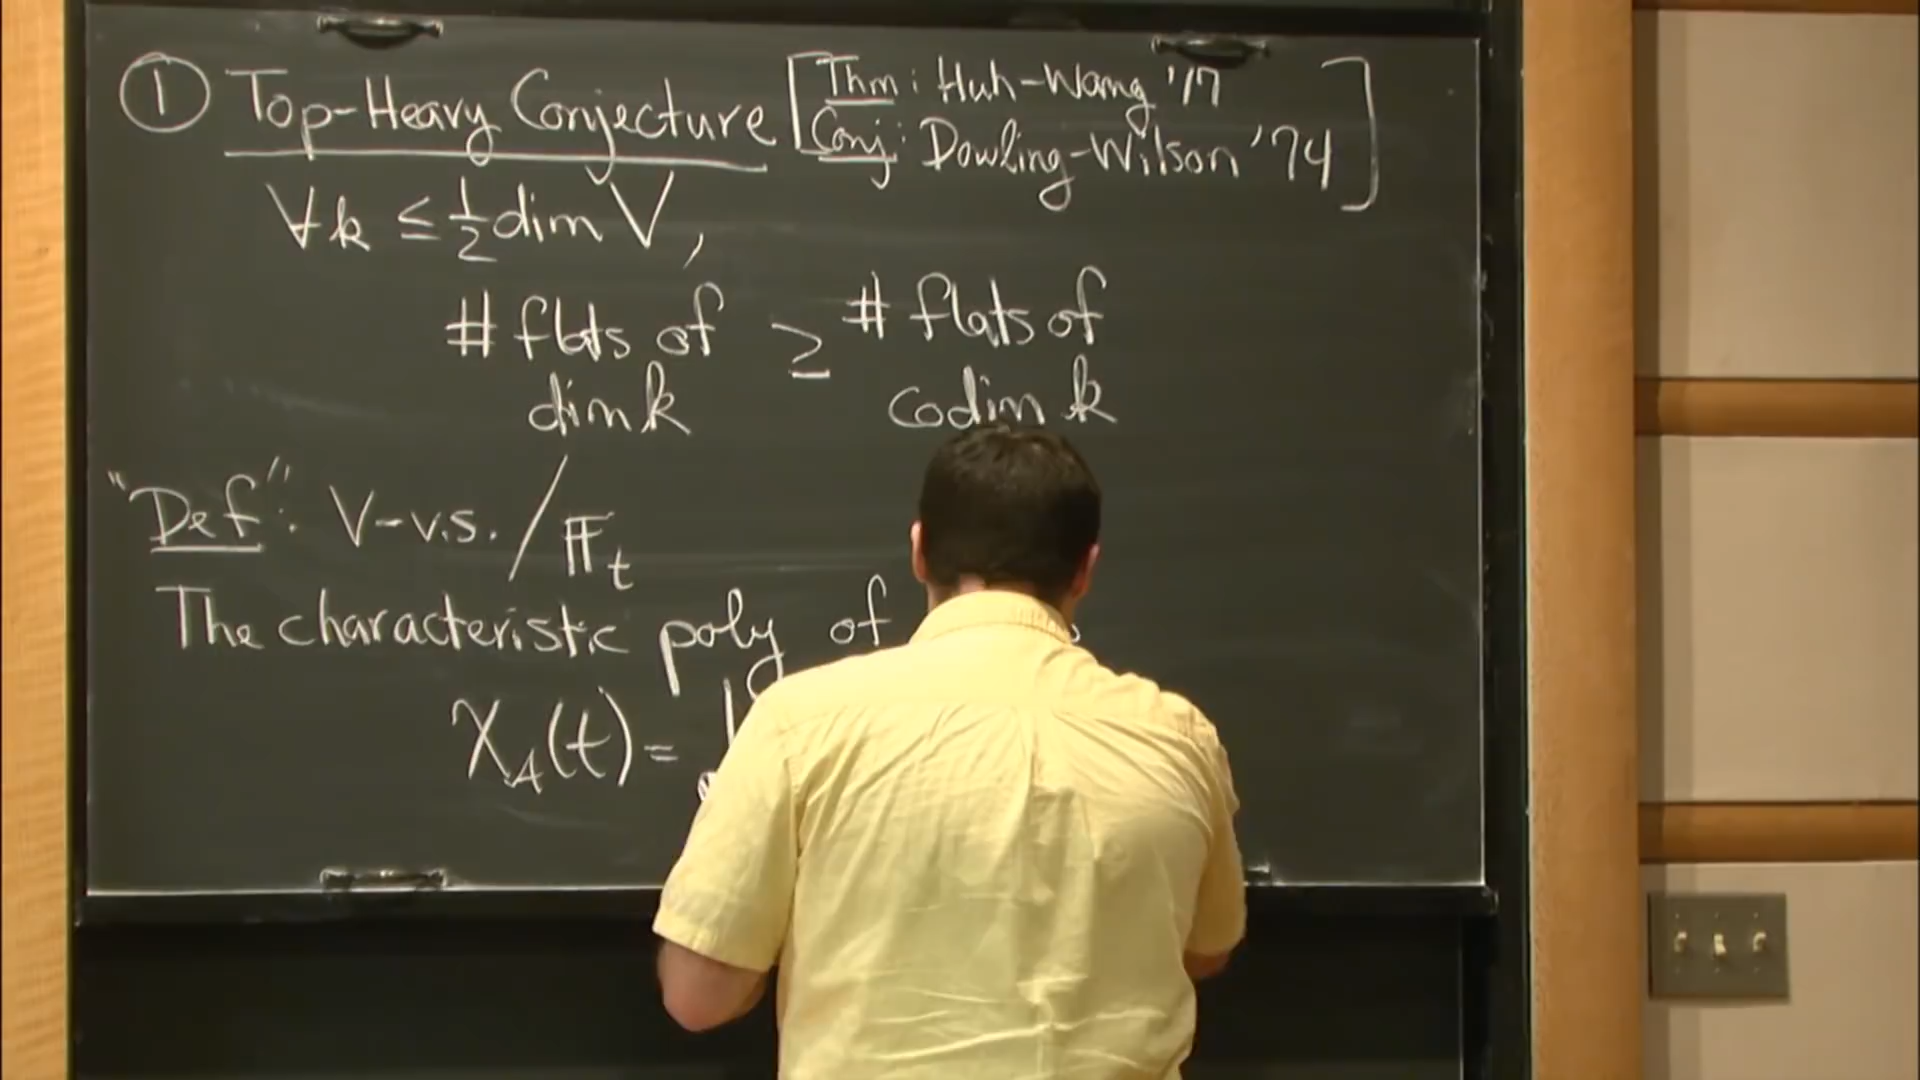 ① Top-Heavy Conjecture [Thm: Huh-Wang '17
Conj: Dowling-Wilson '74]
∀k ≤ 1/2 dim V,
# flats of dim k ≥ # flats of codim k
"Def": V-v.s. / 𝔽_t
The characteristic poly of
χ_A(t) =